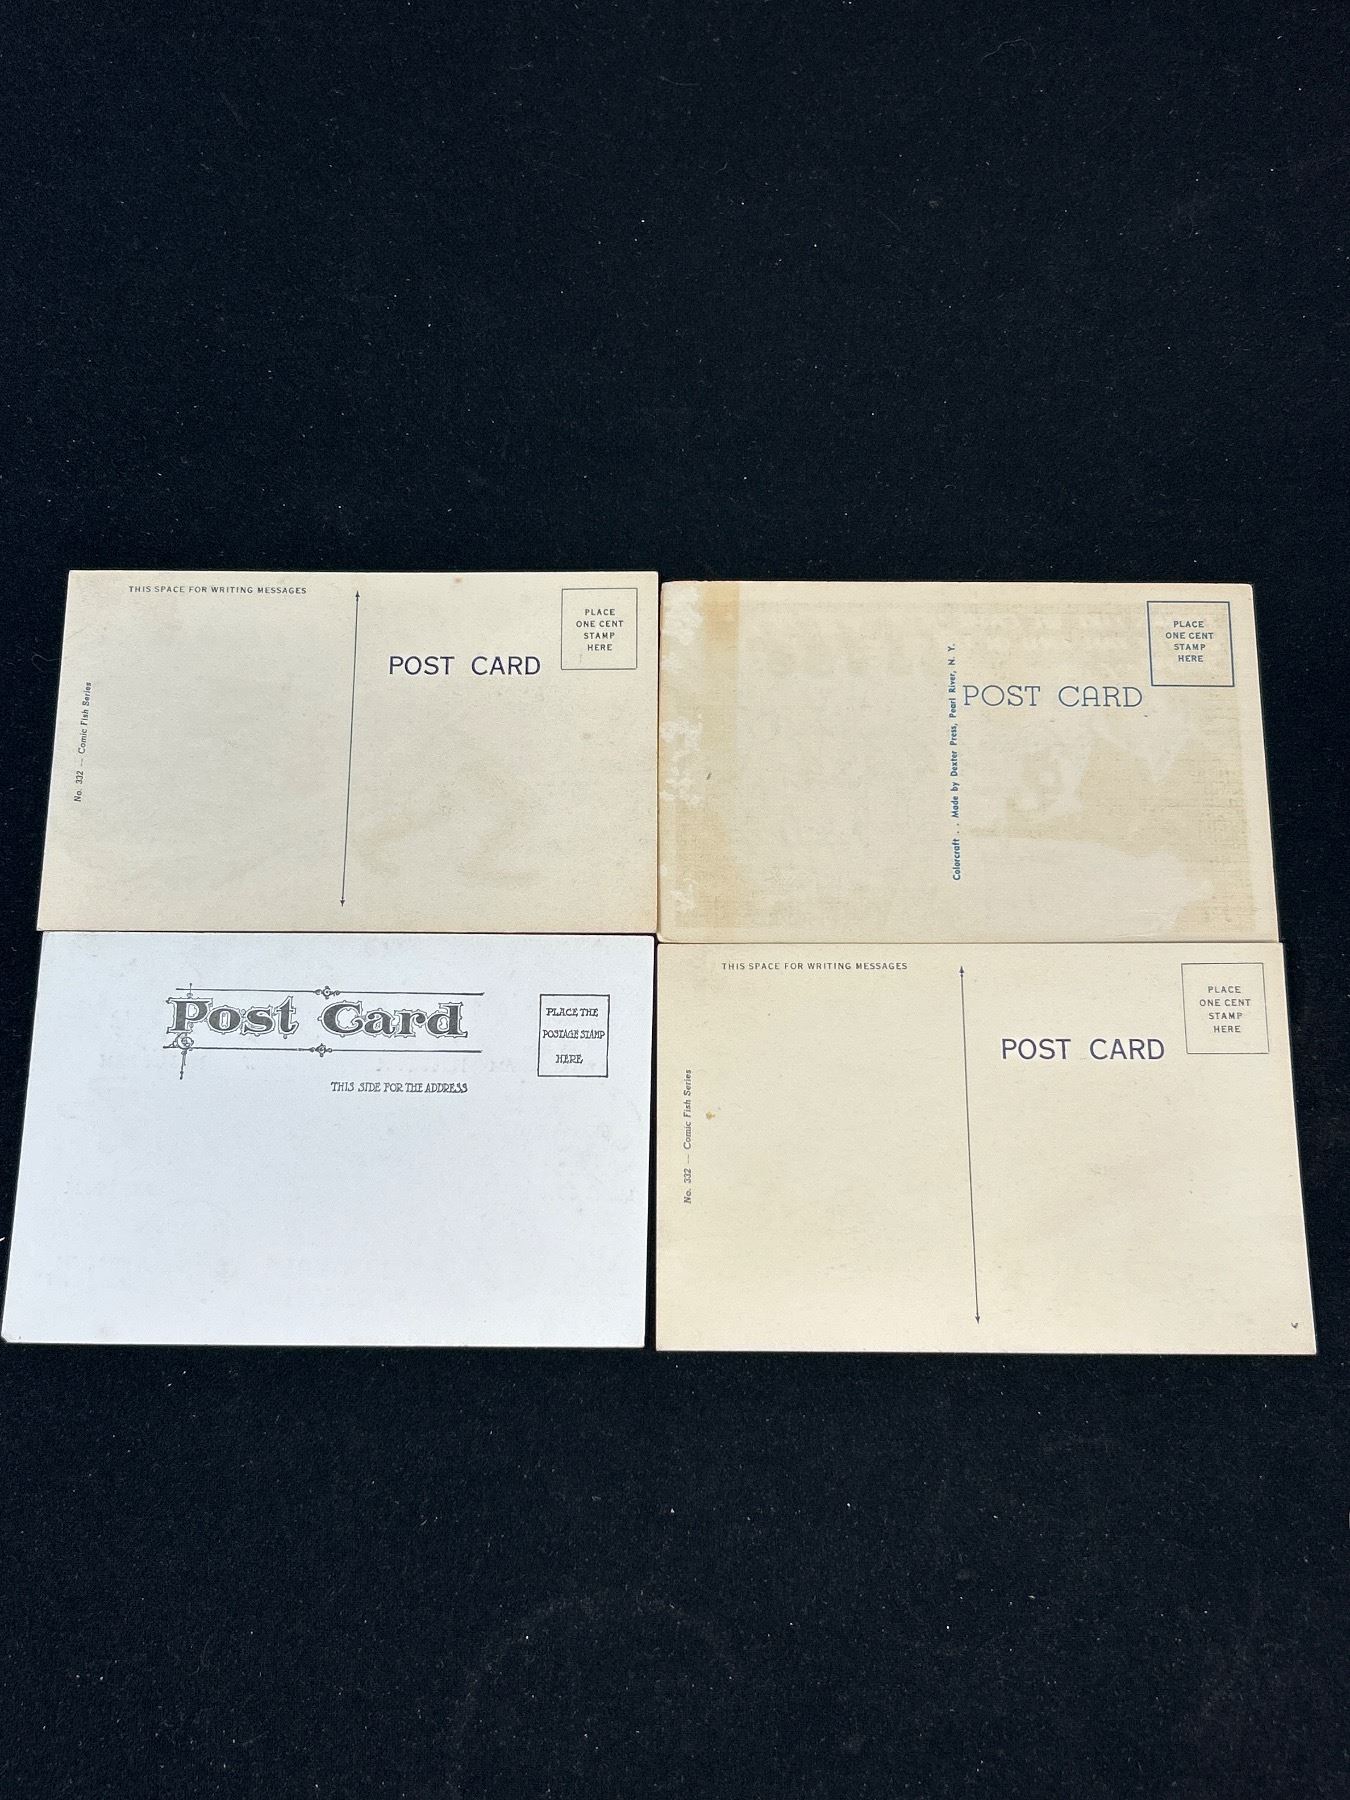 THIS SPACE FOR WRITING MESSAGES
PLACE
ONE CENT
STAMP
HERE
POST CARD
No. 332 — Comic Fish Series
PLACE
ONE CENT
STAMP
HERE
POST CARD
Colorcraft . . Made by Dexter Press, Pearl River, N. Y.
Post Card
PLACE THE
POSTAGE STAMP
HERE
THIS SIDE FOR THE ADDRESS
THIS SPACE FOR WRITING MESSAGES
PLACE
ONE CENT
STAMP
HERE
POST CARD
No. 332 — Comic Fish Series